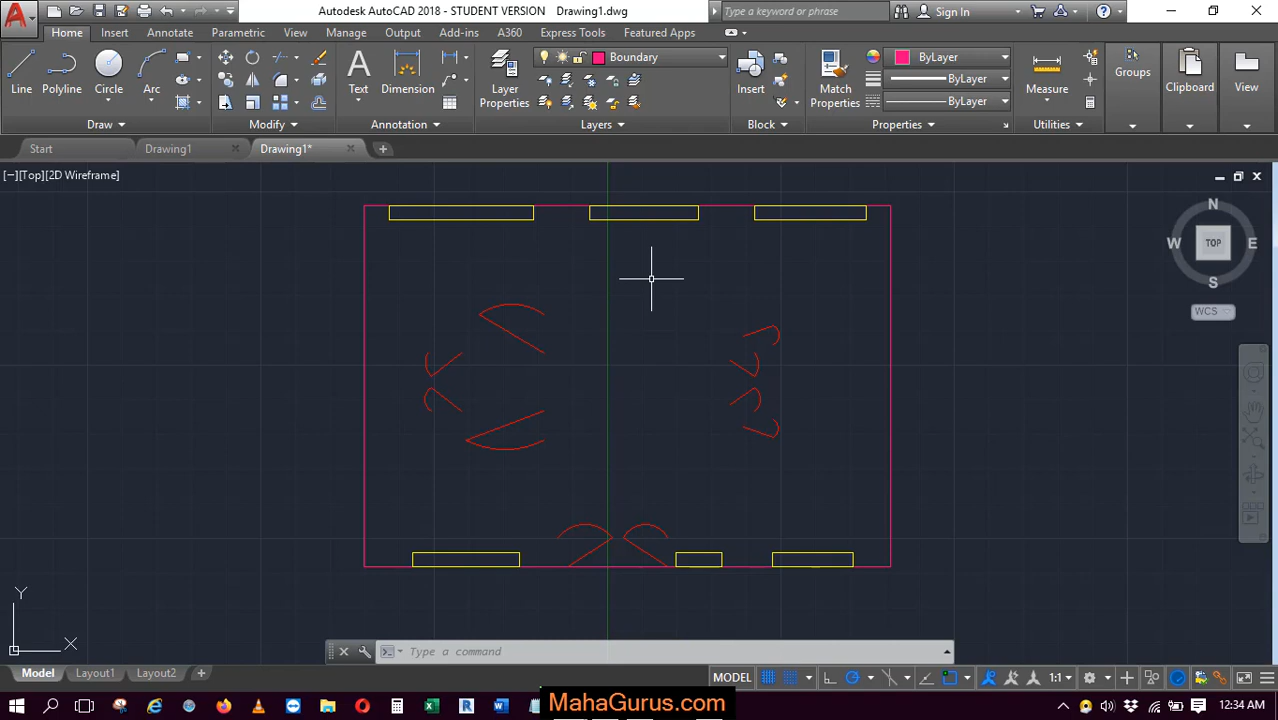 Autodesk AutoCAD 2018 - STUDENT VERSION Drawing1.dwg
Type a keyword or phrase
Sign In
Home Insert Annotate Parametric View Manage Output Add-ins A360 Express Tools Featured Apps
Boundary
ByLayer
ByLayer
ByLayer
Line Polyline Circle Arc
Text Dimension
Layer Properties
Insert
Match Properties
Measure
Groups
Clipboard
View
Draw Modify Annotation Layers Block Properties Utilities
Start Drawing1 Drawing1*
[−][Top][2D Wireframe]
N
W TOP E
S
WCS
Y
X
Type a command
Model Layout1 Layout2
MODEL 1:1
MahaGurus.com
12:34 AM